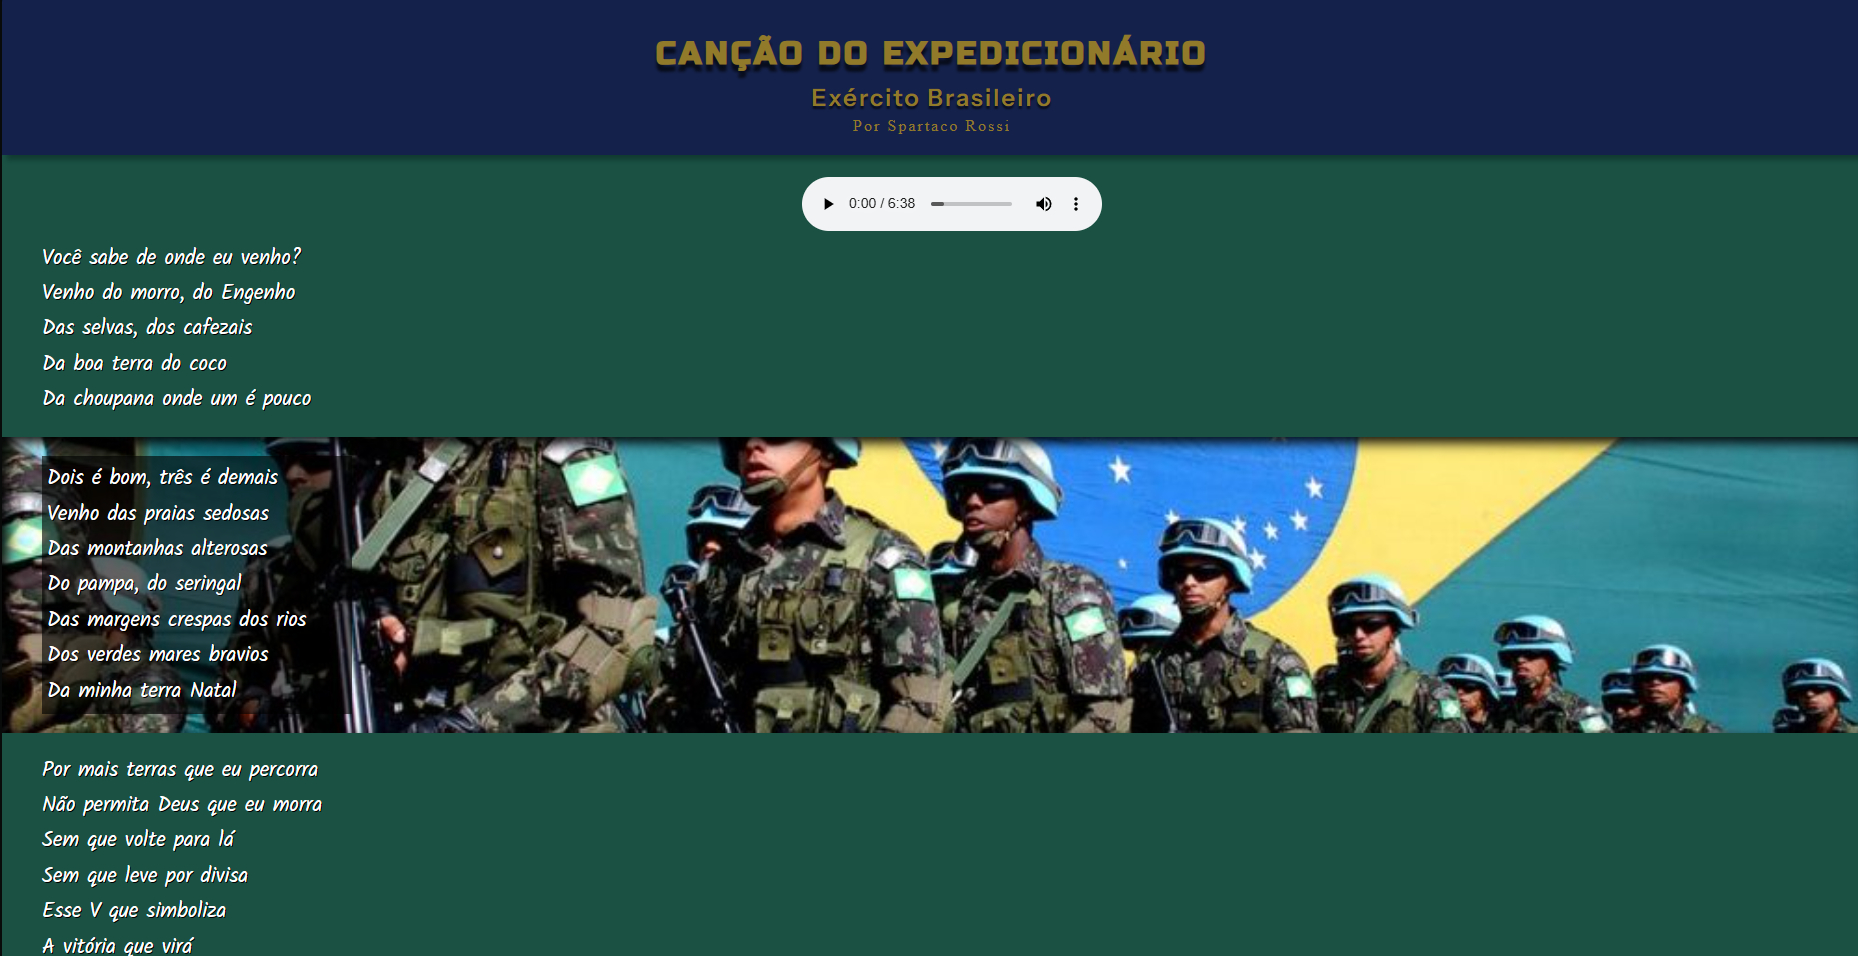 CANÇÃO DO EXPEDICIONÁRIO
Exército Brasileiro
Por Spartaco Rossi
0:00 / 6:38
Você sabe de onde eu venho?
Venho do morro, do Engenho
Das selvas, dos cafezais
Da boa terra do coco
Da choupana onde um é pouco
Dois é bom, três é demais
Venho das praias sedosas
Das montanhas alterosas
Do pampa, do seringal
Das margens crespas dos rios
Dos verdes mares bravios
Da minha terra Natal
Por mais terras que eu percorra
Não permita Deus que eu morra
Sem que volte para lá
Sem que leve por divisa
Esse V que simboliza
A vitória que virá